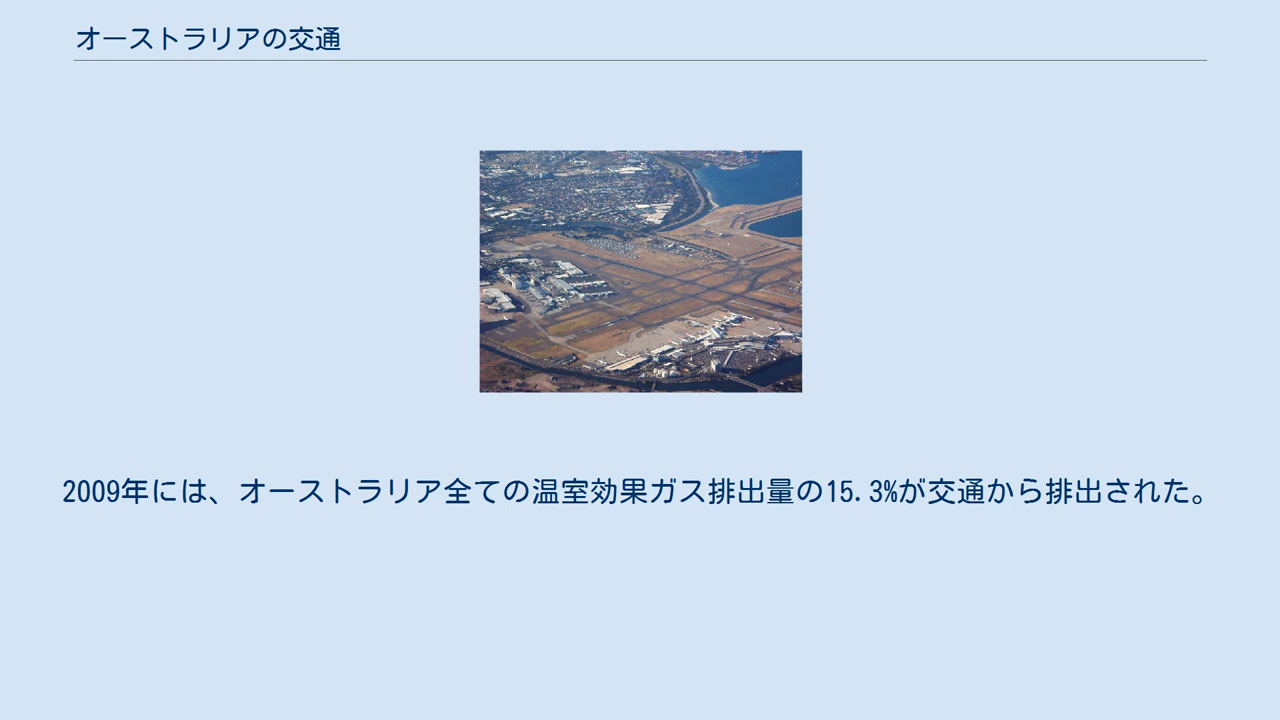 オーストラリアの交通
2009年には、オーストラリア全ての温室効果ガス排出量の15.3%が交通から排出された。